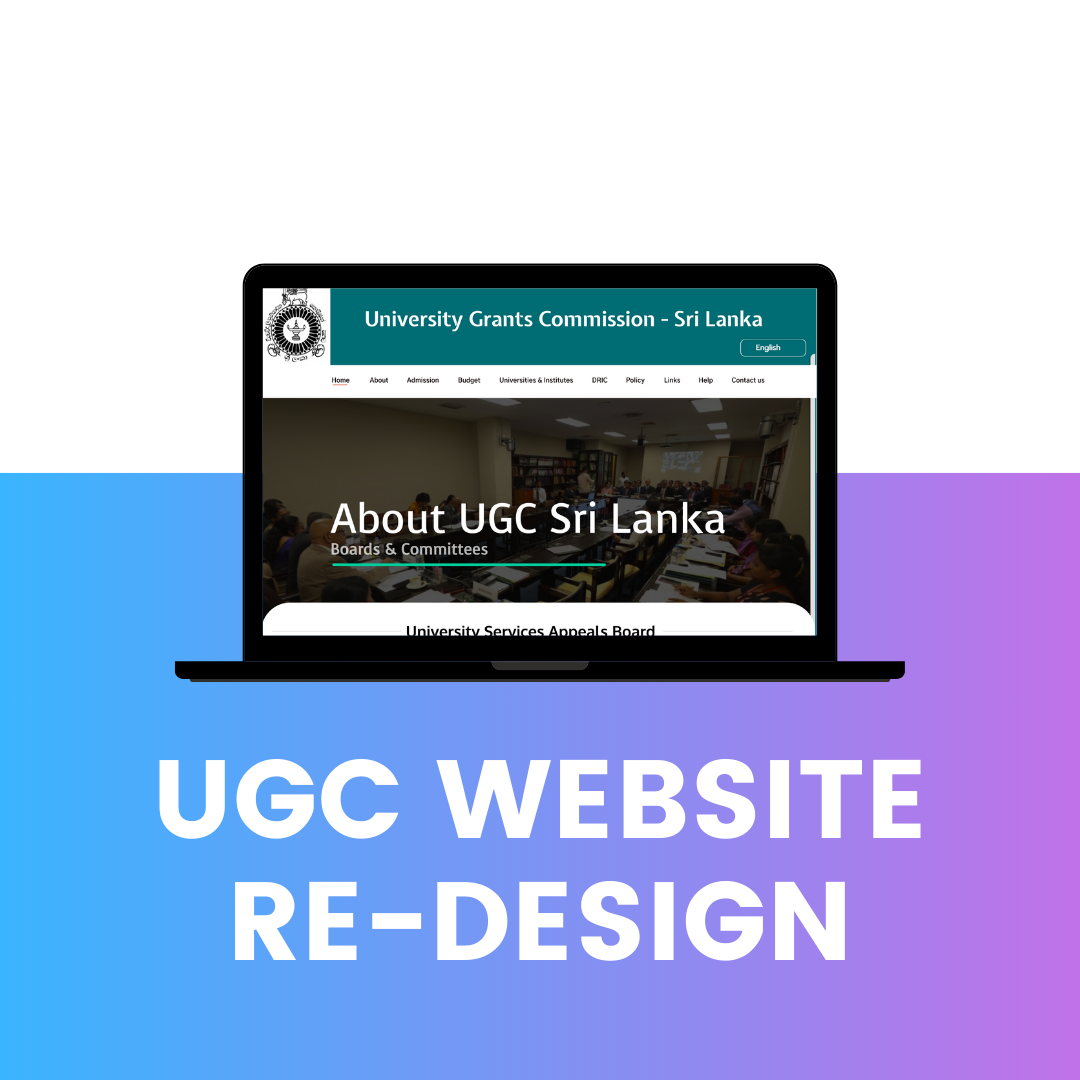 University Grants Commission - Sri Lanka
English
Home About Admission Budget Universities & Institutes DRIC Policy Links Help Contact us
About UGC Sri Lanka
Boards & Committees
University Services Appeals Board
UGC WEBSITE
RE-DESIGN